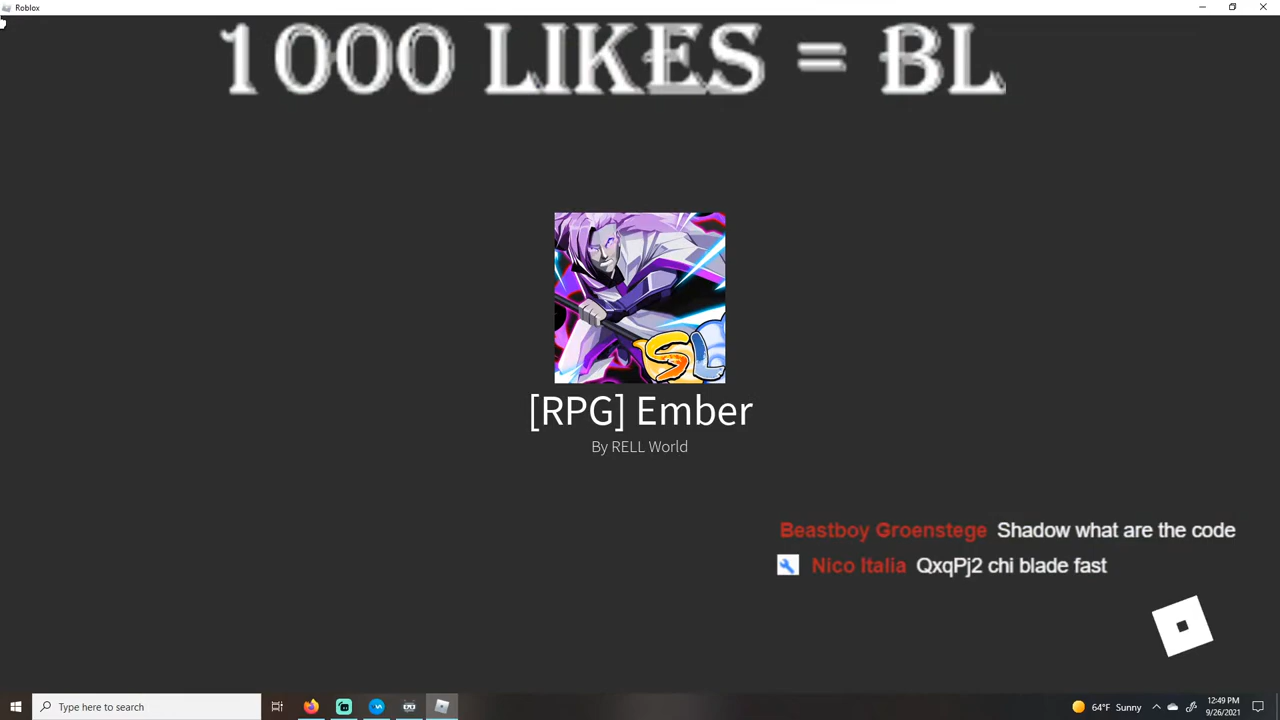 Roblox
1000 LIKES = BL
SL
[RPG] Ember
By RELL World
Beastboy Groenstege Shadow what are the code
Nico Italia QxqPj2 chi blade fast
Type here to search
64°F Sunny
12:49 PM
9/26/2021